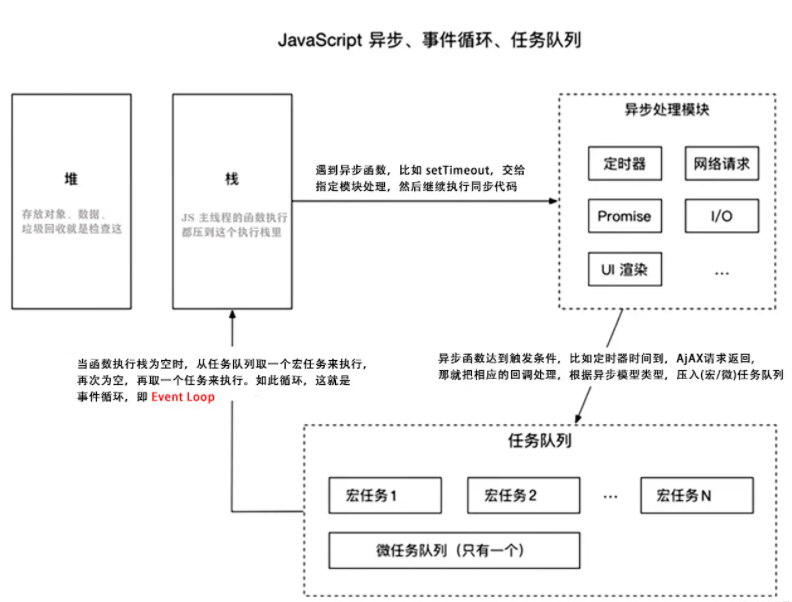 JavaScript 异步、事件循环、任务队列
堆
存放对象、数据、
垃圾回收就是检查这
栈
JS 主线程的函数执行
都压到这个执行栈里
遇到异步函数，比如 setTimeout，交给
指定模块处理，然后继续执行同步代码
异步处理模块
定时器
网络请求
Promise
I/O
UI 渲染
...
当函数执行栈为空时，从任务队列取一个宏任务来执行，
再次为空，再取一个任务来执行。如此循环，这就是
事件循环，即 Event Loop
异步函数达到触发条件，比如定时器时间到，AjAX请求返回，
那就把相应的回调处理，根据异步模型类型，压入(宏/微)任务队列
任务队列
宏任务1
宏任务2
...
宏任务N
微任务队列（只有一个）